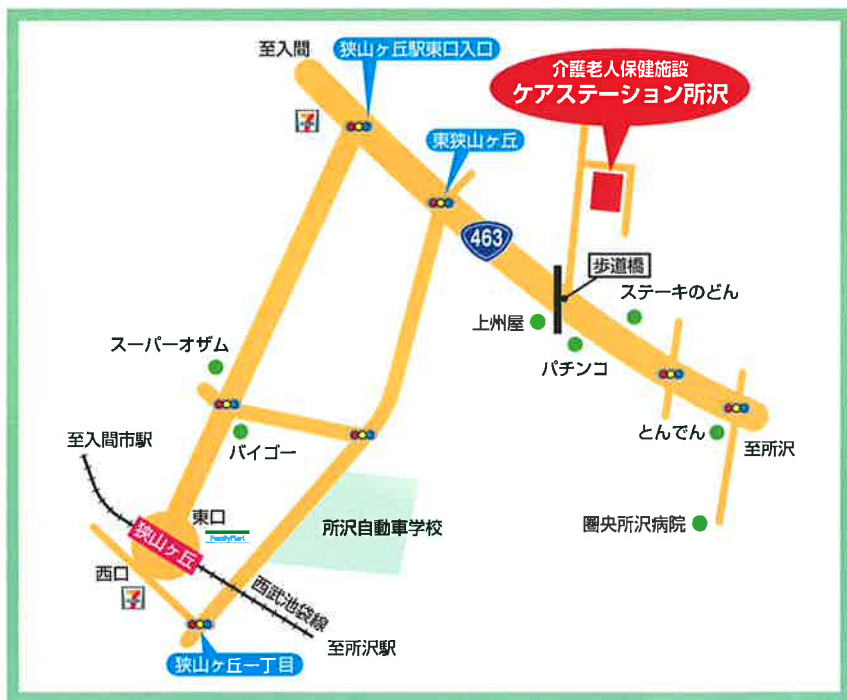 至入間
狭山ヶ丘駅東口入口
介護老人保健施設
ケアステーション所沢
東狭山ヶ丘
463
歩道橋
ステーキのどん
上州屋
パチンコ
スーパーオザム
バイゴー
とんでん
至所沢
至入間市駅
東口
FamilyMart
所沢自動車学校
圏央所沢病院
狭山ヶ丘
西口
西武池袋線
至所沢駅
狭山ヶ丘一丁目